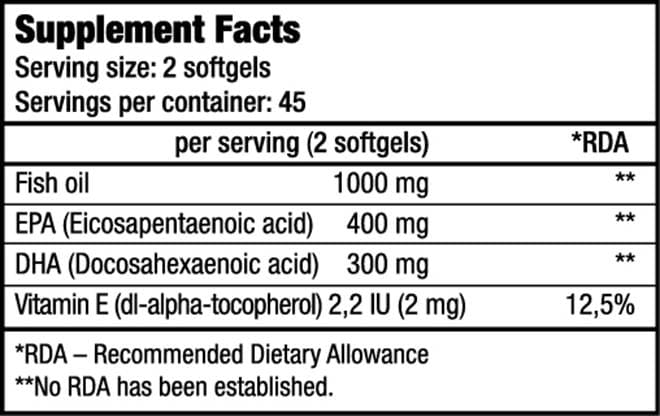 Supplement Facts
Serving size: 2 softgels
Servings per container: 45
per serving (2 softgels) *RDA
Fish oil 1000 mg **
EPA (Eicosapentaenoic acid) 400 mg **
DHA (Docosahexaenoic acid) 300 mg **
Vitamin E (dl-alpha-tocopherol) 2,2 IU (2 mg) 12,5%
*RDA – Recommended Dietary Allowance
**No RDA has been established.